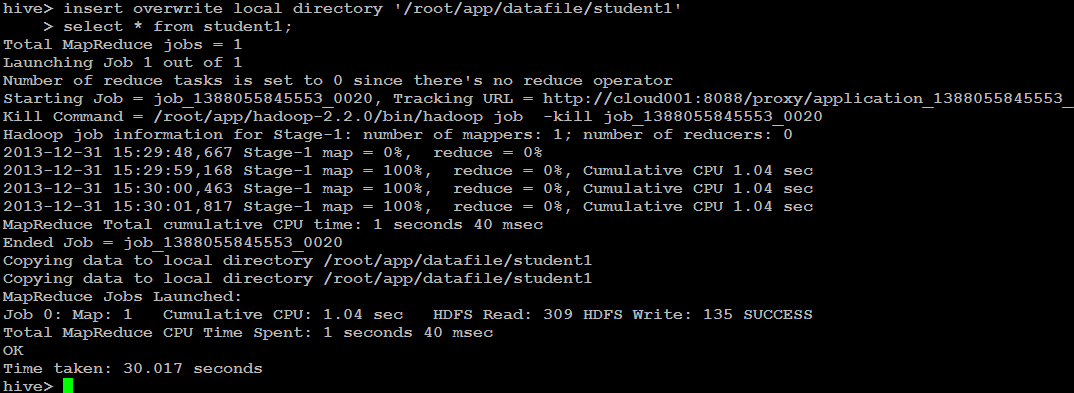 hive> insert overwrite local directory '/root/app/datafile/student1'
    > select * from student1;
Total MapReduce jobs = 1
Launching Job 1 out of 1
Number of reduce tasks is set to 0 since there's no reduce operator
Starting Job = job_1388055845553_0020, Tracking URL = http://cloud001:8088/proxy/application_1388055845553_
Kill Command = /root/app/hadoop-2.2.0/bin/hadoop job  -kill job_1388055845553_0020
Hadoop job information for Stage-1: number of mappers: 1; number of reducers: 0
2013-12-31 15:29:48,667 Stage-1 map = 0%,  reduce = 0%
2013-12-31 15:29:59,168 Stage-1 map = 100%,  reduce = 0%, Cumulative CPU 1.04 sec
2013-12-31 15:30:00,463 Stage-1 map = 100%,  reduce = 0%, Cumulative CPU 1.04 sec
2013-12-31 15:30:01,817 Stage-1 map = 100%,  reduce = 0%, Cumulative CPU 1.04 sec
MapReduce Total cumulative CPU time: 1 seconds 40 msec
Ended Job = job_1388055845553_0020
Copying data to local directory /root/app/datafile/student1
Copying data to local directory /root/app/datafile/student1
MapReduce Jobs Launched:
Job 0: Map: 1   Cumulative CPU: 1.04 sec   HDFS Read: 309 HDFS Write: 135 SUCCESS
Total MapReduce CPU Time Spent: 1 seconds 40 msec
OK
Time taken: 30.017 seconds
hive>